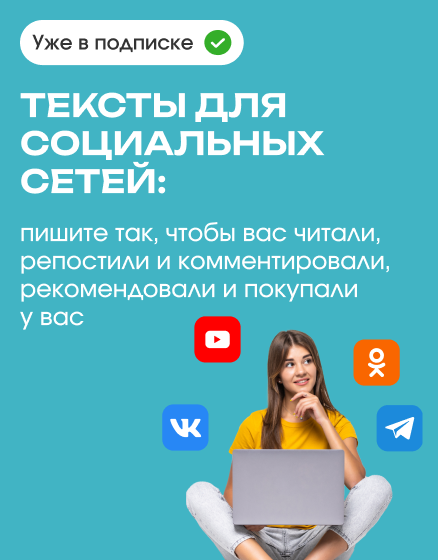 Уже в подписке
ТЕКСТЫ ДЛЯ
СОЦИАЛЬНЫХ
СЕТЕЙ:
пишите так, чтобы вас читали,
репостили и комментировали,
рекомендовали и покупали
у вас